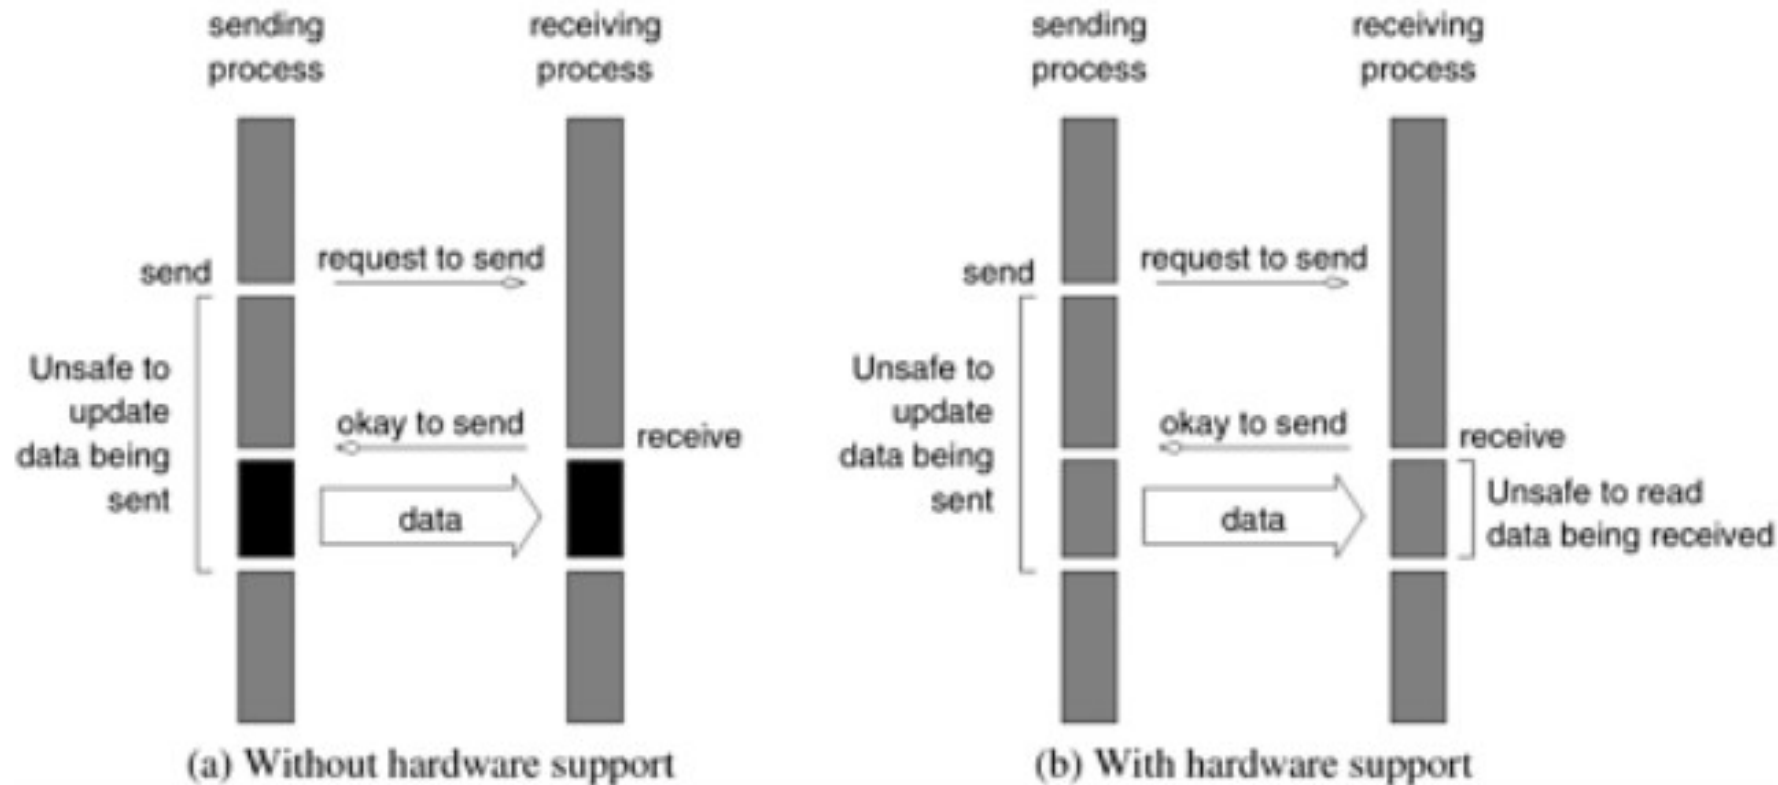 sending
process
receiving
process
send
request to send
Unsafe to
update
data being
sent
okay to send
receive
data
(a) Without hardware support
sending
process
receiving
process
send
request to send
Unsafe to
update
data being
sent
okay to send
receive
data
Unsafe to read
data being received
(b) With hardware support